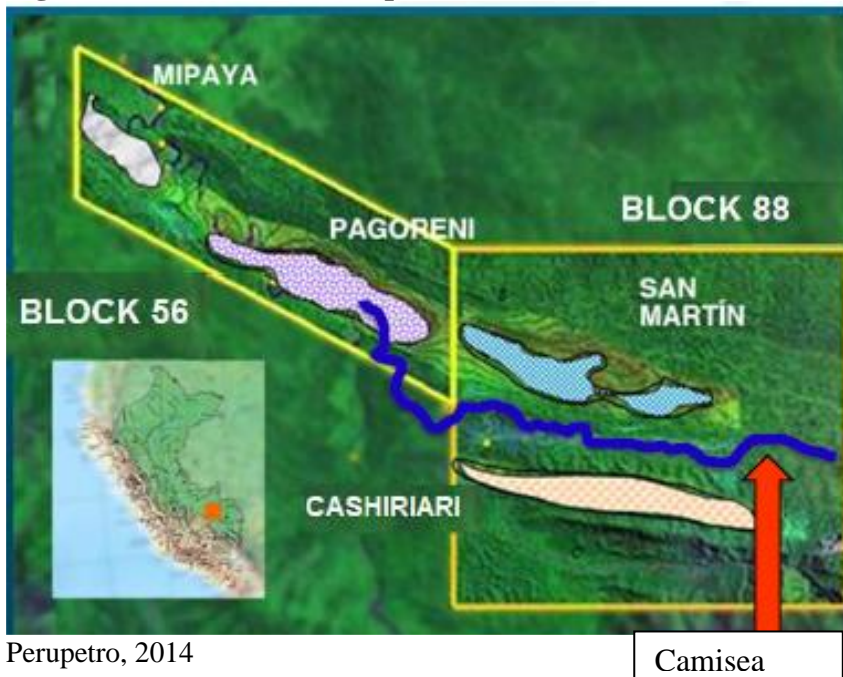 MIPAYA
BLOCK 88
PAGORENI
SAN
MARTÍN
BLOCK 56
CASHIRIARI
Perupetro, 2014
Camisea